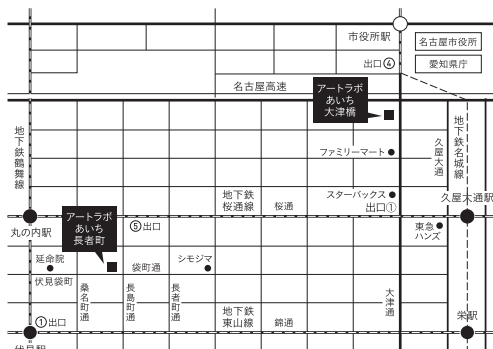 市役所駅
名古屋市役所
出口④
愛知県庁
名古屋高速
アートラボ
あいち
大津橋
地下鉄鶴舞線
久屋大通
地下鉄名城線
ファミリーマート
スターバックス
地下鉄
桜通線
桜通
出口①
久屋大通駅
アートラボ
あいち
長者町
丸の内駅
⑤出口
東急
ハンズ
延命院
シモジマ
袋町通
伏見袋町
桑名町通
長島町通
長者町通
大津通
地下鉄
東山線
錦通
①出口
栄駅
伏見駅